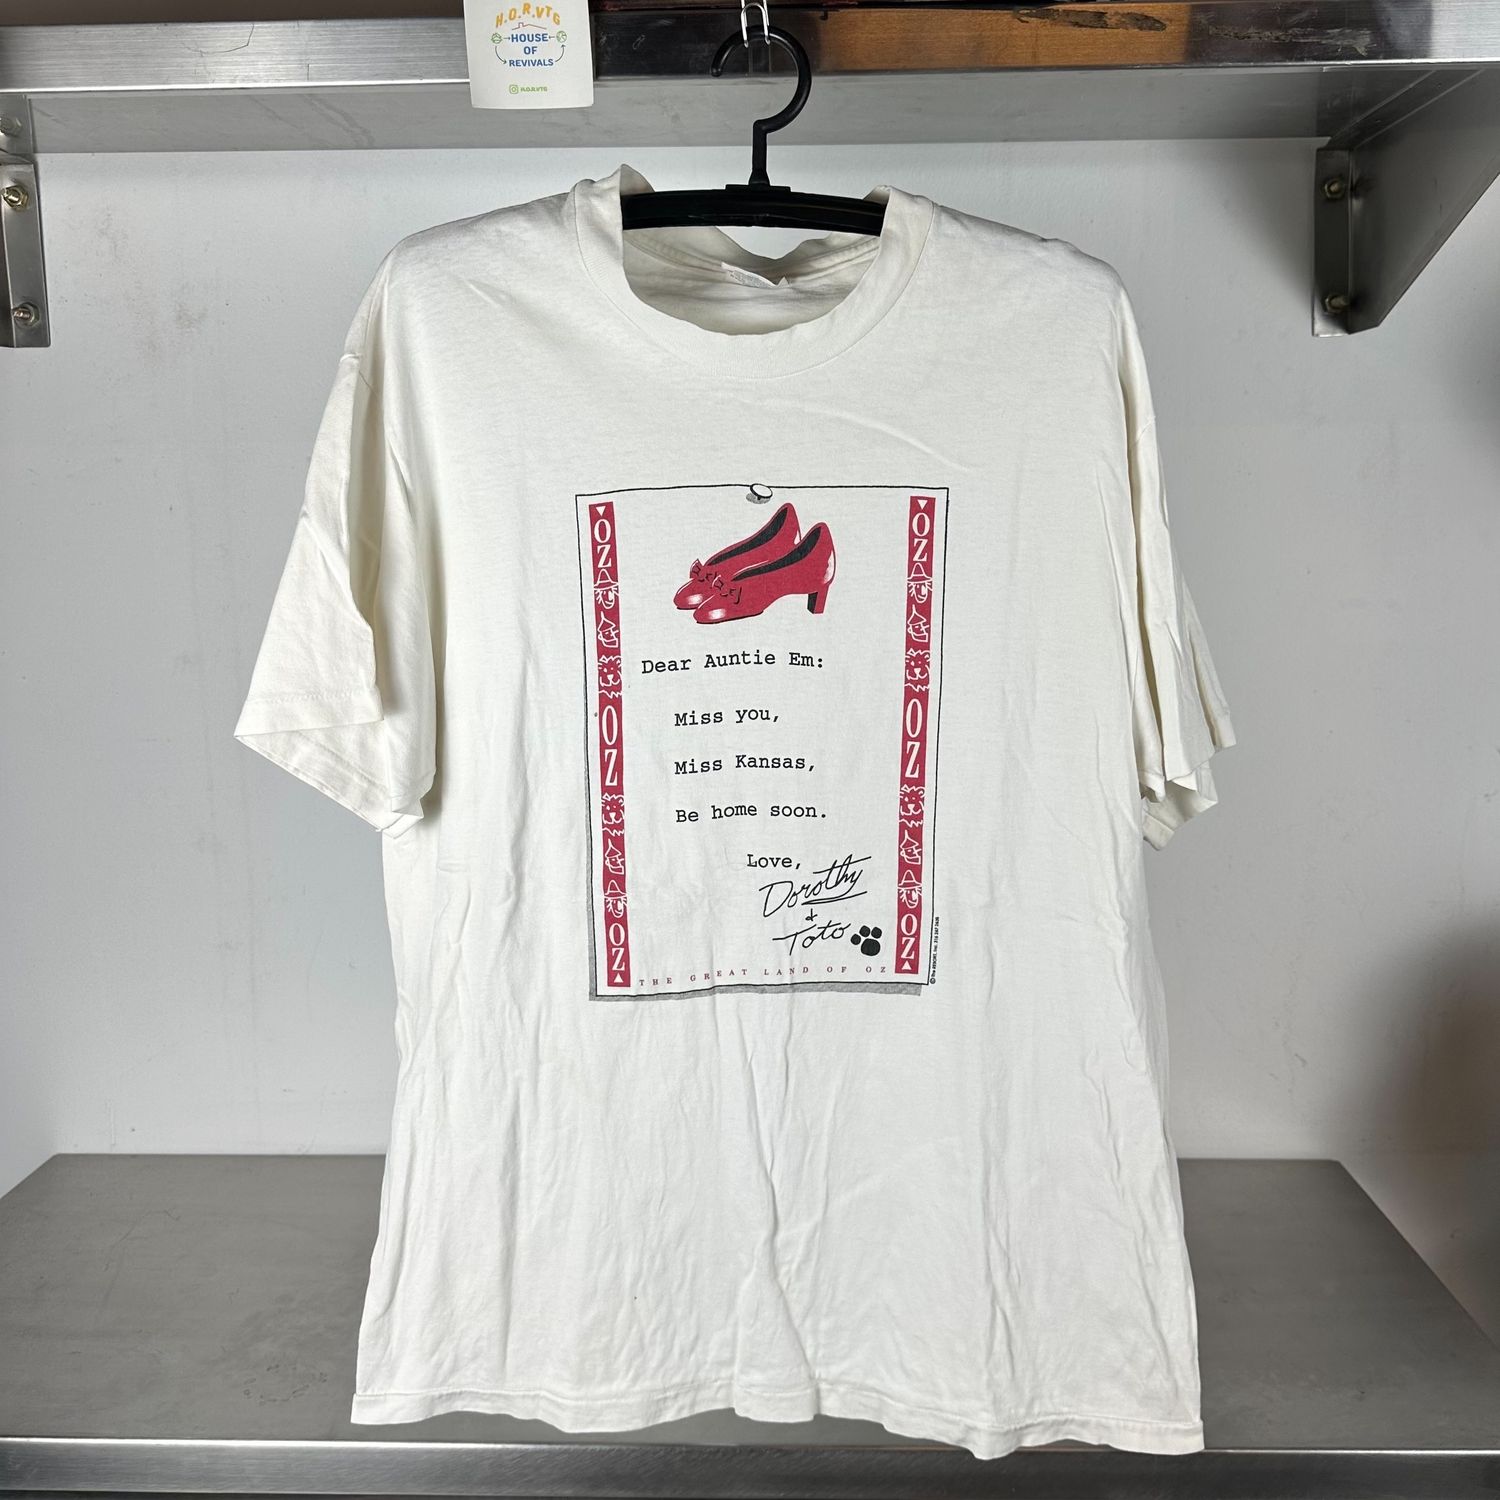 H.O.R.VTG
HOUSE
OF
REVIVALS
H.O.R.VTG
OZ
OZ
OZ
OZ
OZ
OZ
Dear Auntie Em:
Miss you,
Miss Kansas,
Be home soon.
Love,
Dorothy
&
Toto
THE GREAT LAND OF OZ